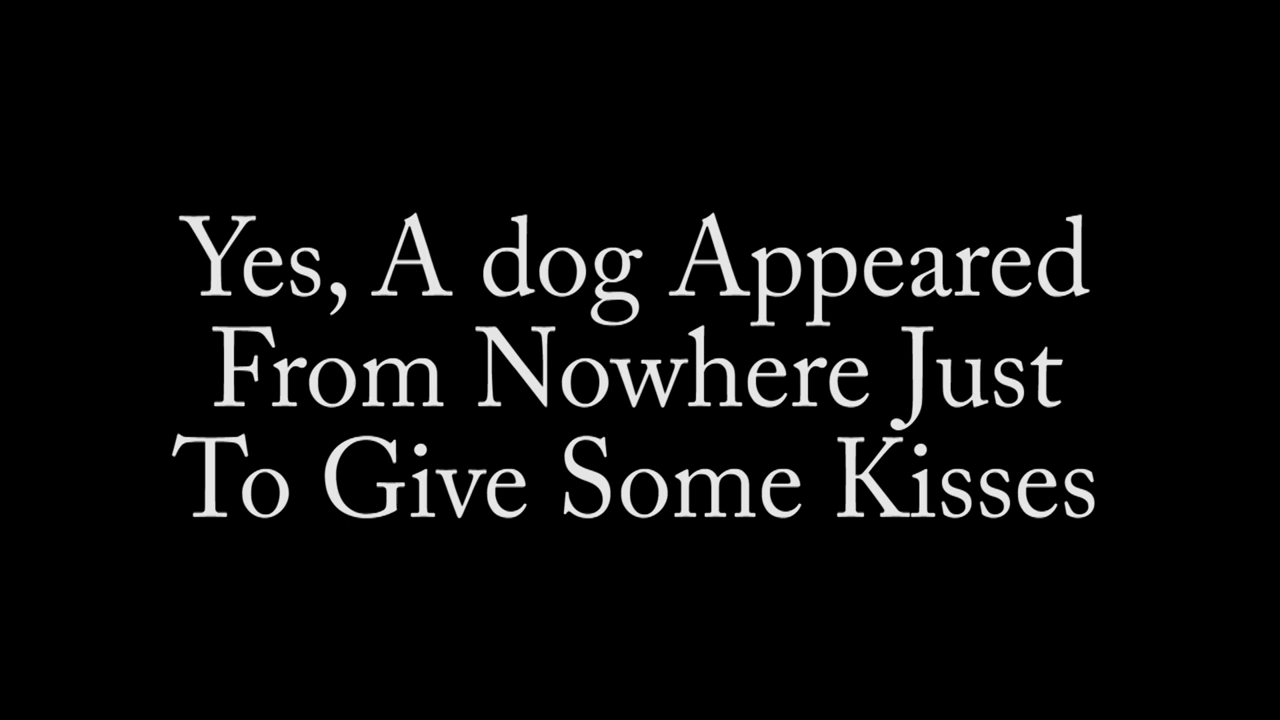 Yes, A dog Appeared
From Nowhere Just
To Give Some Kisses